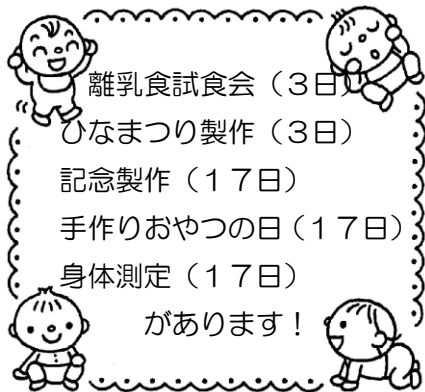 離乳食試食会（３日）
ひなまつり製作（３日）
記念製作（１７日）
手作りおやつの日（１７日）
身体測定（１７日）
があります！